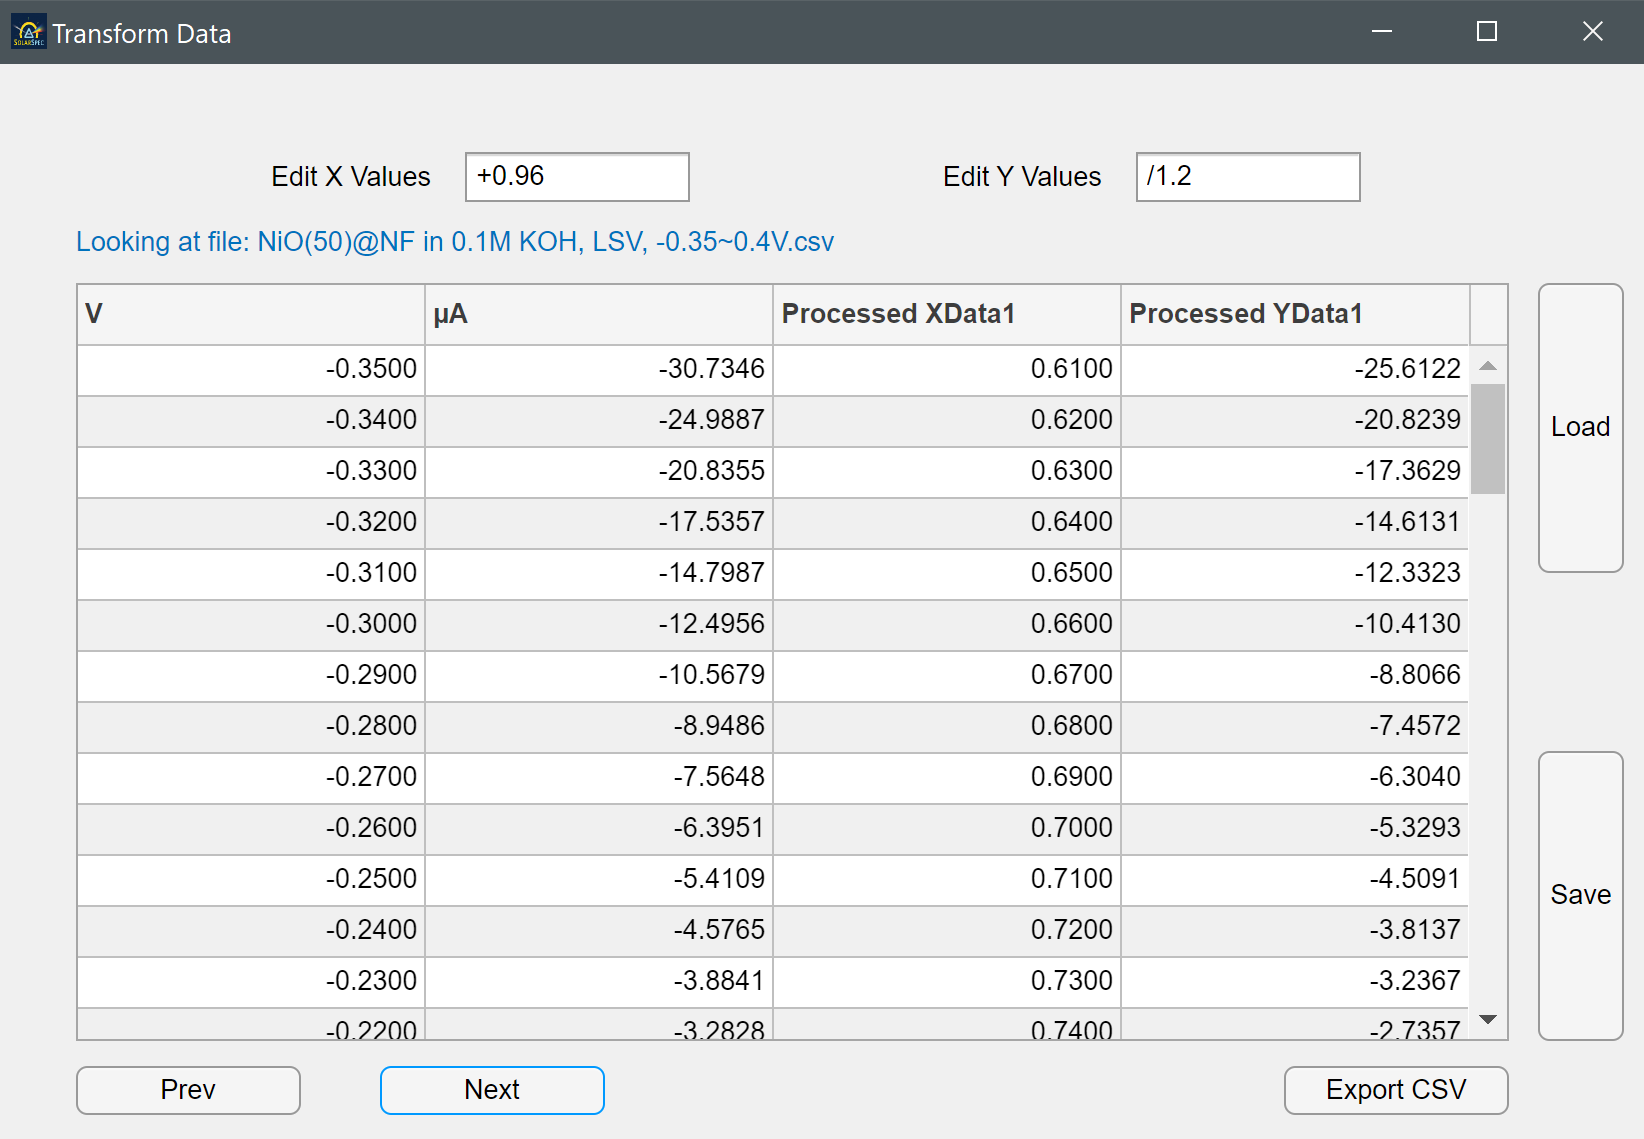 SOLARSPEC
Transform Data
Edit X Values +0.96 Edit Y Values /1.2
Looking at file: NiO(50)@NF in 0.1M KOH, LSV, -0.35~0.4V.csv
V µA Processed XData1 Processed YData1
-0.3500 -30.7346 0.6100 -25.6122
-0.3400 -24.9887 0.6200 -20.8239
-0.3300 -20.8355 0.6300 -17.3629
-0.3200 -17.5357 0.6400 -14.6131
-0.3100 -14.7987 0.6500 -12.3323
-0.3000 -12.4956 0.6600 -10.4130
-0.2900 -10.5679 0.6700 -8.8066
-0.2800 -8.9486 0.6800 -7.4572
-0.2700 -7.5648 0.6900 -6.3040
-0.2600 -6.3951 0.7000 -5.3293
-0.2500 -5.4109 0.7100 -4.5091
-0.2400 -4.5765 0.7200 -3.8137
-0.2300 -3.8841 0.7300 -3.2367
-0.2200 -3.2828 0.7400 -2.7357
Load
Save
Prev Next Export CSV